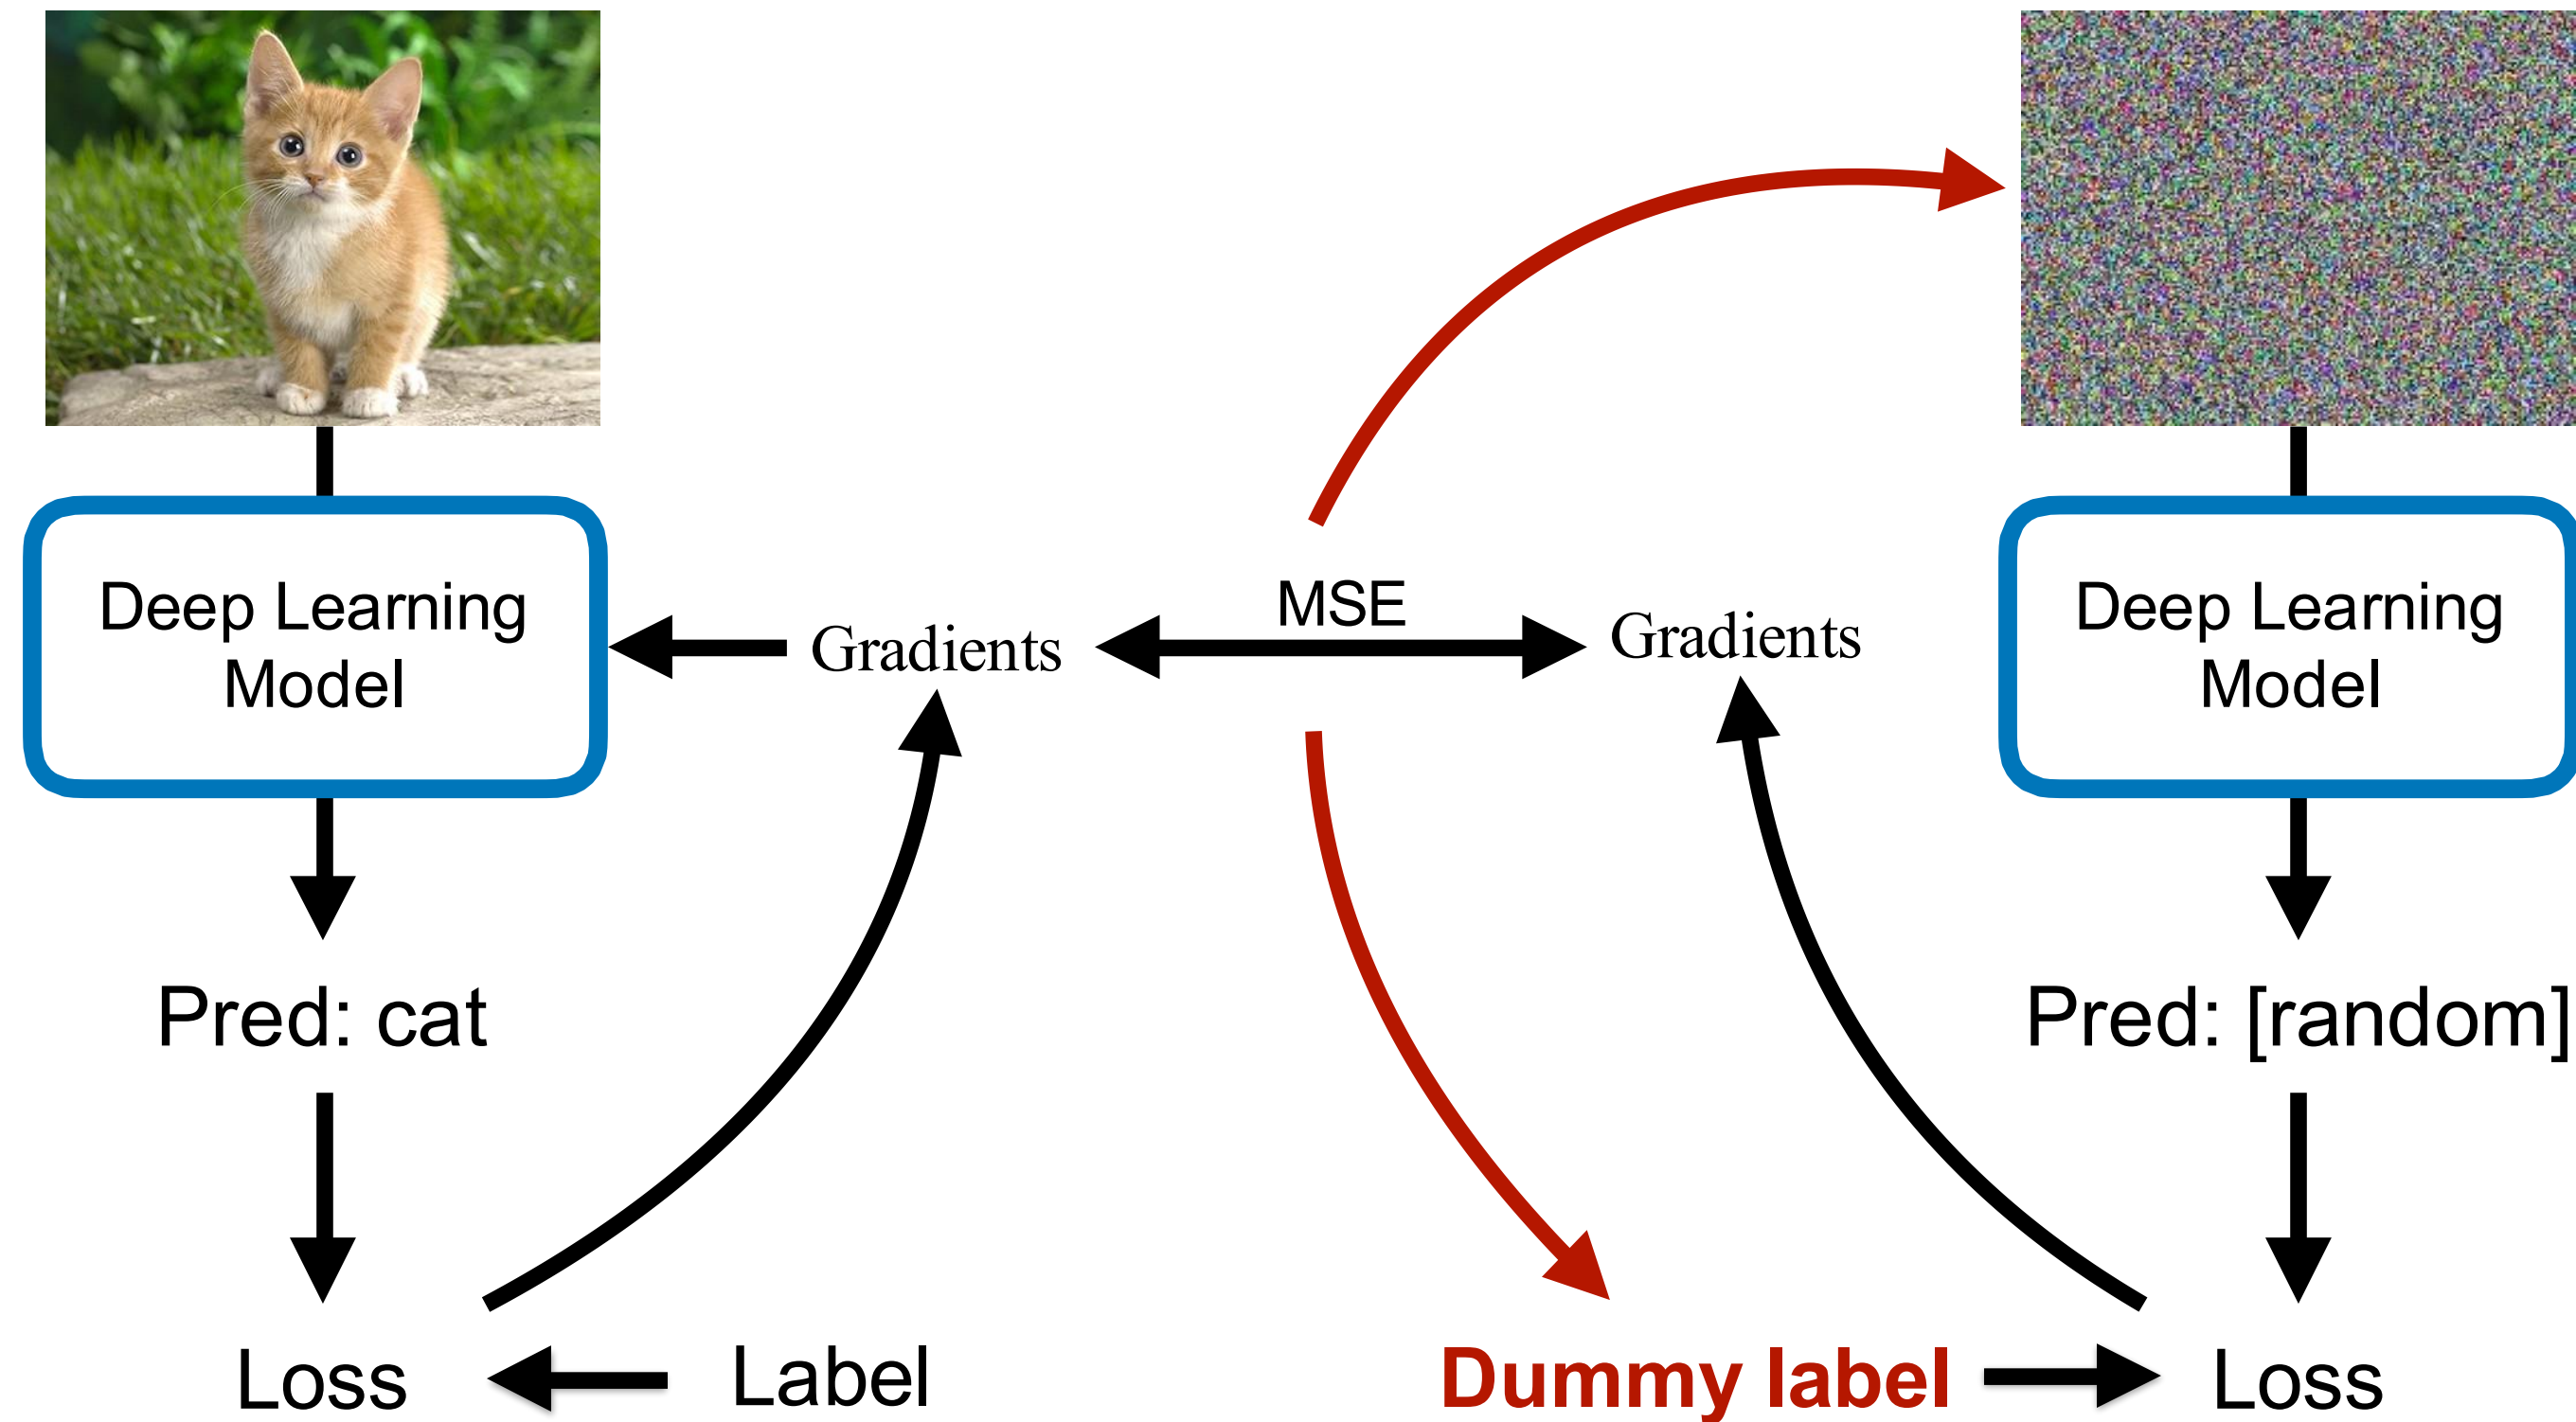 Deep Learning
Model
Gradients
MSE
Gradients
Deep Learning
Model
Pred: cat
Pred: [random]
Loss
Label
Dummy label
Loss